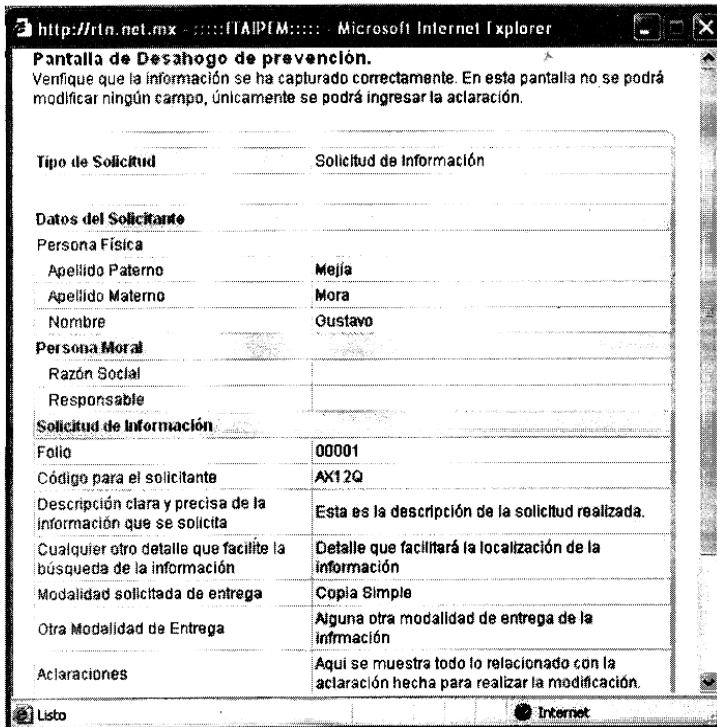 http://rtn.net.mx - :::::ITAIPEM::::: - Microsoft Internet Explorer
Pantalla de Desahogo de prevención.
Verifique que la información se ha capturado correctamente. En esta pantalla no se podrá
modificar ningún campo, únicamente se podrá ingresar la aclaración.
Tipo de Solicitud Solicitud de Información
Datos del Solicitante
Persona Física
Apellido Paterno Mejía
Apellido Materno Mora
Nombre Gustavo
Persona Moral
Razón Social
Responsable
Solicitud de Información
Folio 00001
Código para el solicitante AX12Q
Descripción clara y precisa de la
información que se solicita Esta es la descripción de la solicitud realizada.
Cualquier otro detalle que facilite la
búsqueda de la información Detalle que facilitará la localización de la
información
Modalidad solicitada de entrega Copia Simple
Otra Modalidad de Entrega Alguna otra modalidad de entrega de la
infrmación
Aclaraciones Aquí se muestra todo lo relacionado con la
aclaración hecha para realizar la modificación.
Listo Internet